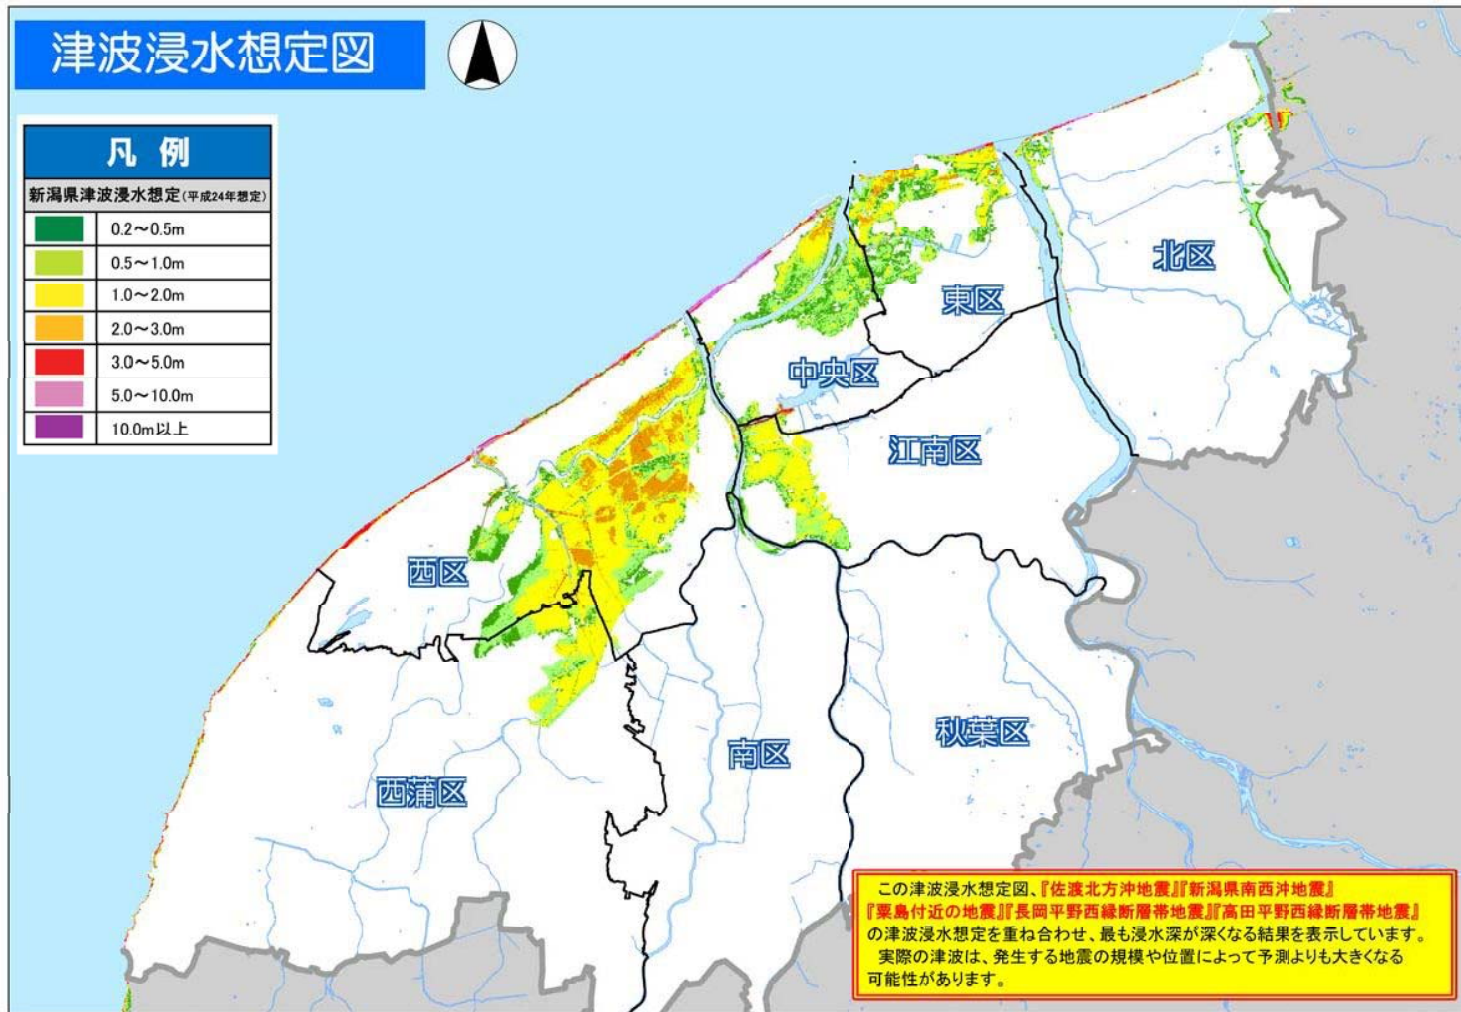 津波浸水想定図
凡 例
新潟県津波浸水想定(平成24年想定)
0.2～0.5m
0.5～1.0m
1.0～2.0m
2.0～3.0m
3.0～5.0m
5.0～10.0m
10.0m以上
北区
東区
中央区
江南区
西区
秋葉区
南区
西蒲区
この津波浸水想定図、『佐渡北方沖地震』『新潟県南西沖地震』
『粟島付近の地震』『長岡平野西縁断層帯地震』『高田平野西縁断層帯地震』
の津波浸水想定を重ね合わせ、最も浸水深が深くなる結果を表示しています。
実際の津波は、発生する地震の規模や位置によって予測よりも大きくなる
可能性があります。